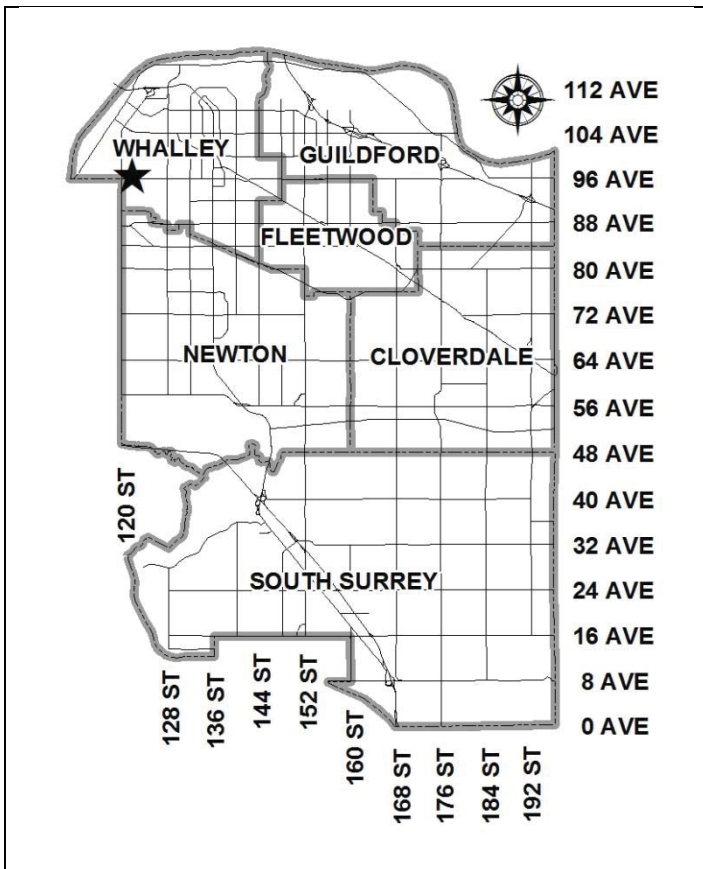 112 AVE
104 AVE
WHALLEY
GUILDFORD
96 AVE
88 AVE
FLEETWOOD
80 AVE
72 AVE
NEWTON
CLOVERDALE
64 AVE
56 AVE
48 AVE
120 ST
40 AVE
32 AVE
SOUTH SURREY
24 AVE
16 AVE
8 AVE
0 AVE
128 ST
136 ST
144 ST
152 ST
160 ST
168 ST
176 ST
184 ST
192 ST